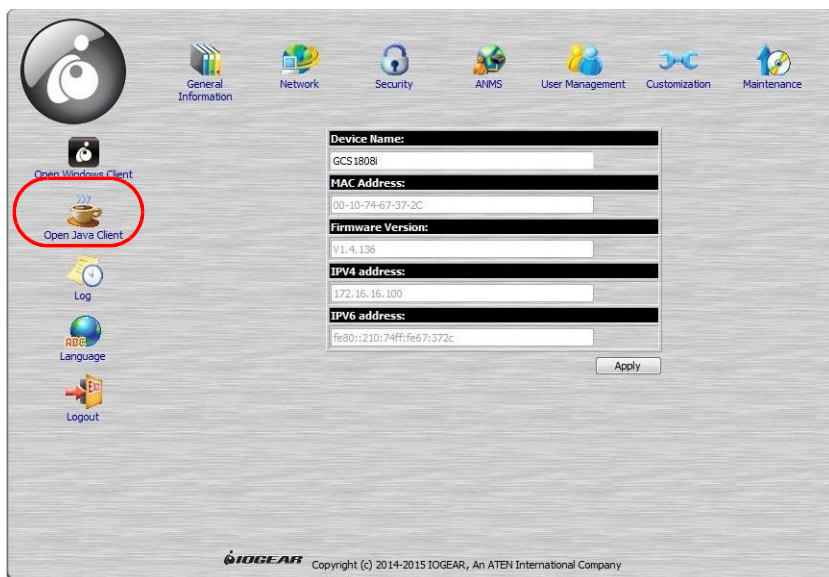 General
Information
Network
Security
ANMS
User Management
Customization
Maintenance
Open Windows Client
Open Java Client
Log
ABC
Language
EXIT
Logout
Device Name:
GCS1808i
MAC Address:
00-10-74-67-37-2C
Firmware Version:
V1.4.136
IPV4 address:
172.16.16.100
IPV6 address:
fe80::210:74ff:fe67:372c
Apply
IOGEAR Copyright (c) 2014-2015 IOGEAR, An ATEN International Company